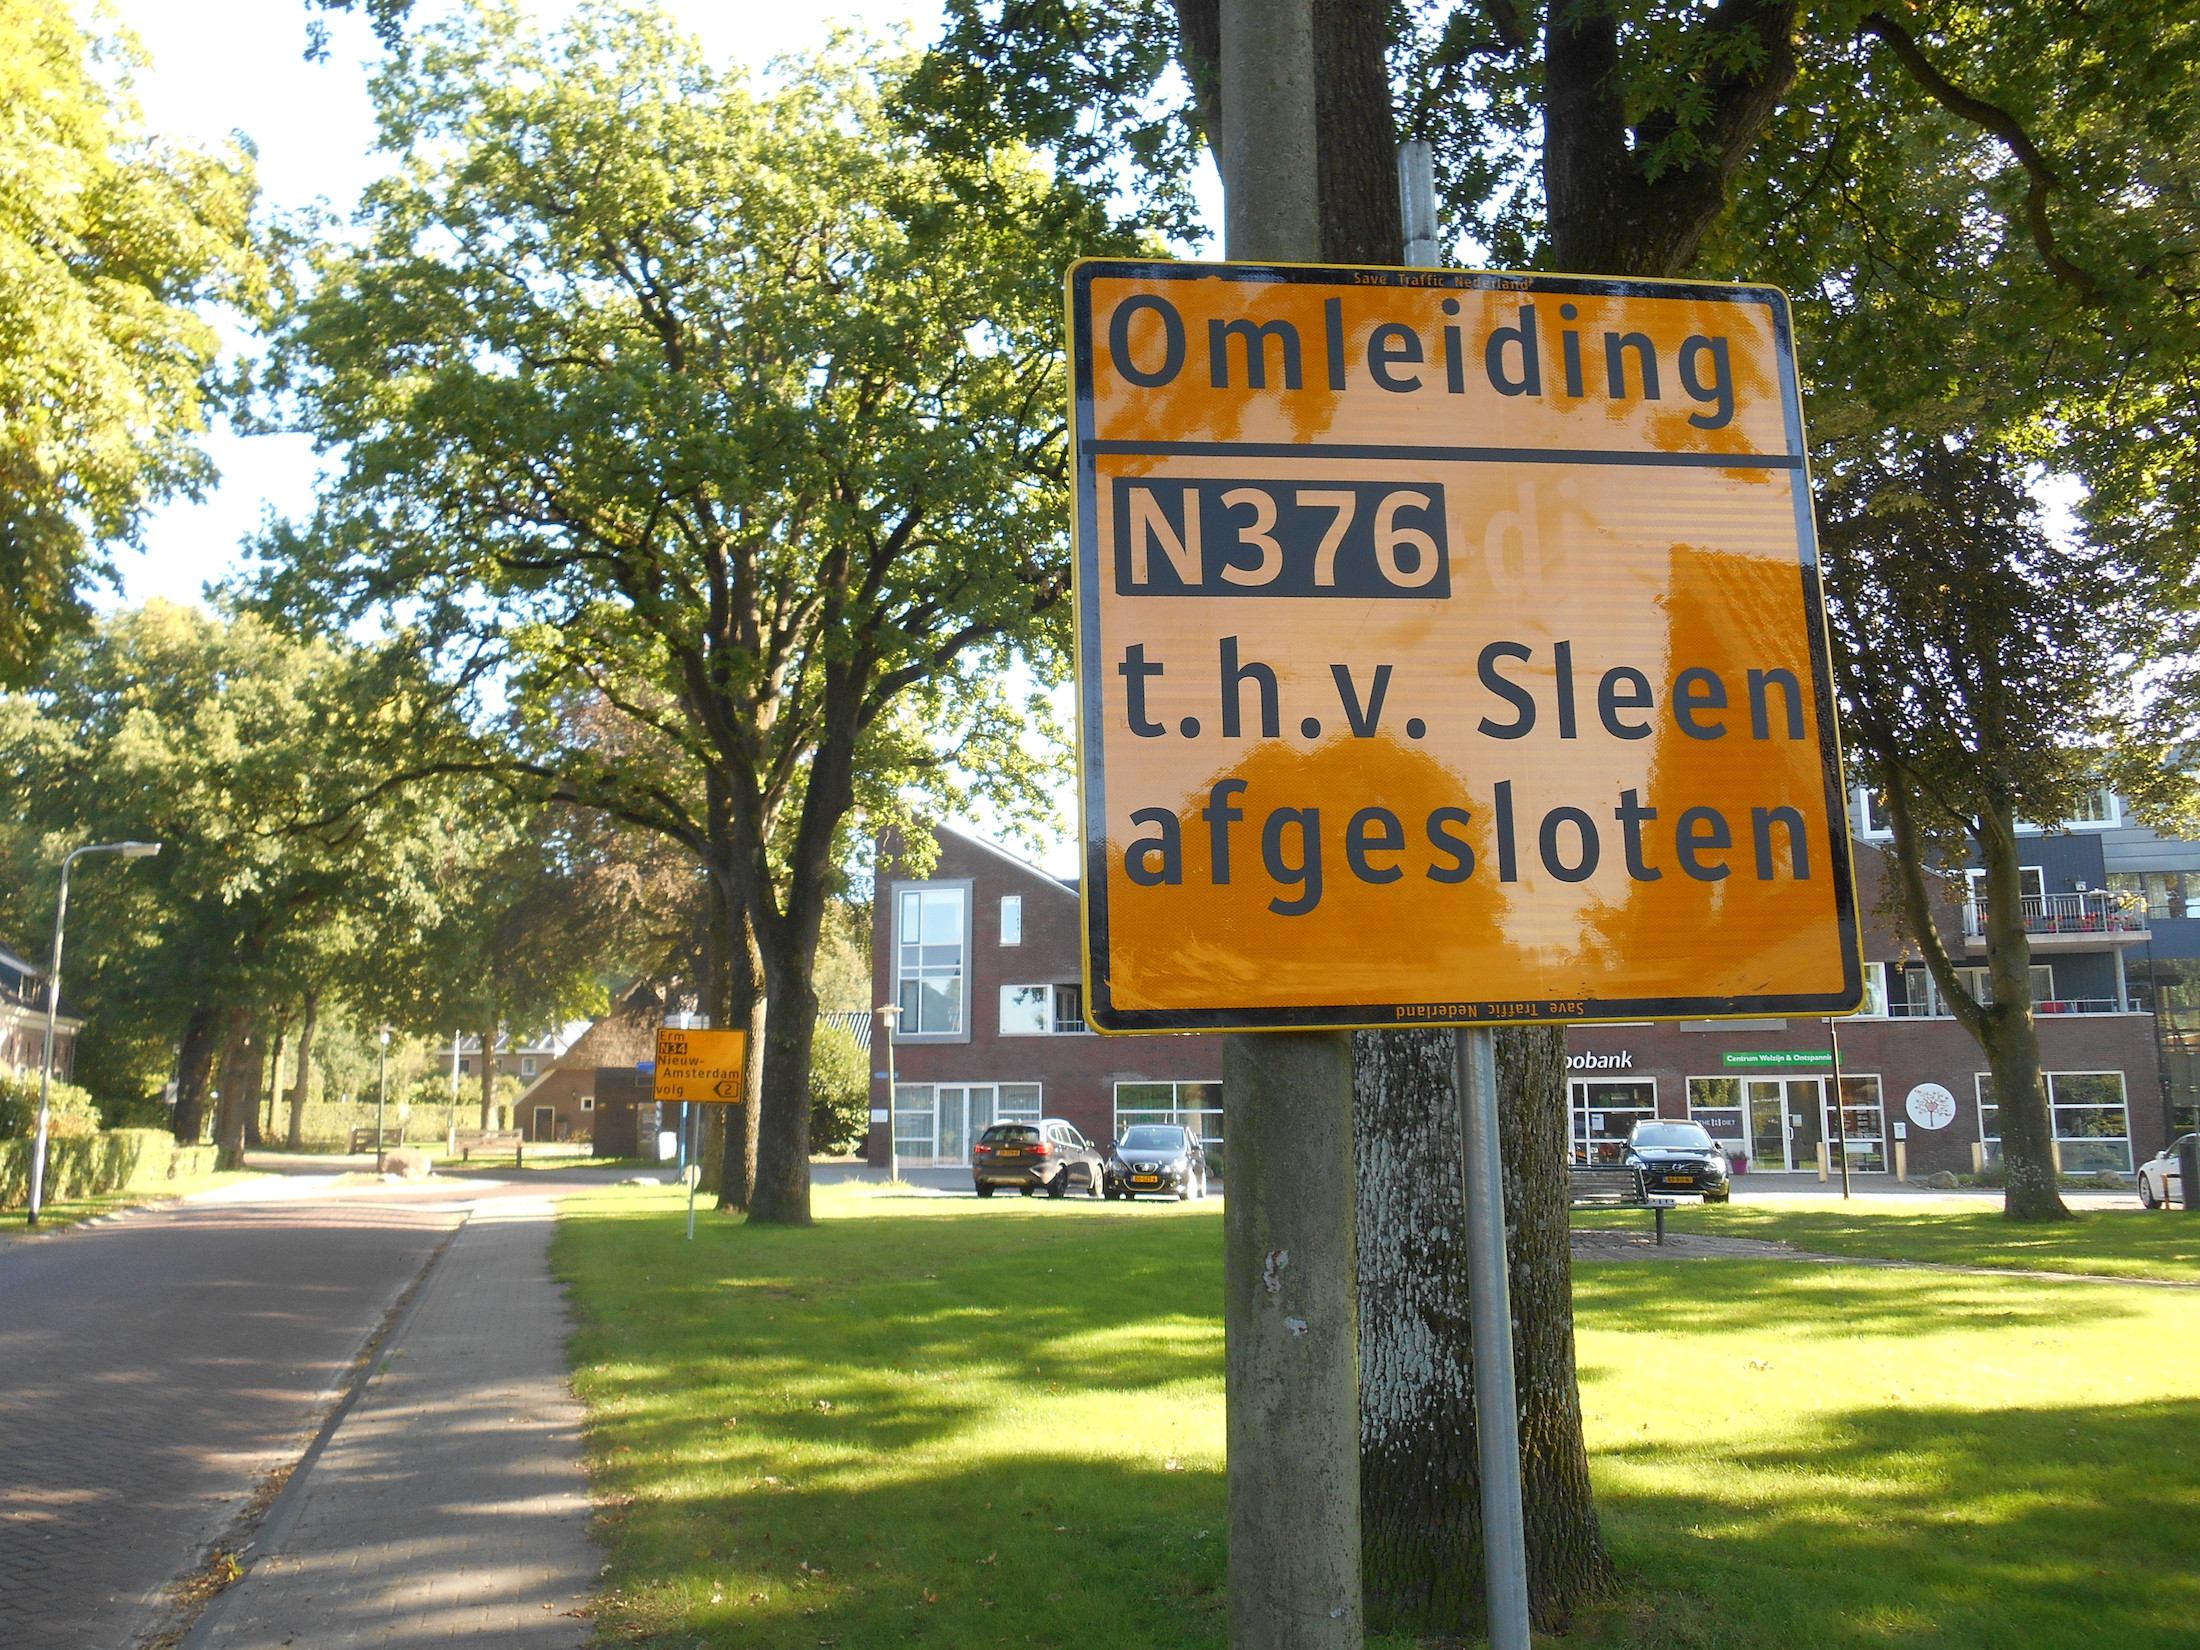 Save Traffic Nederland
Omleiding
N376
t.h.v. Sleen
afgesloten
Save Traffic Nederland
Erm
N34
Nieuw-
Amsterdam
volg 2
obank
Centrum Welzijn & Ontspanning
DIET